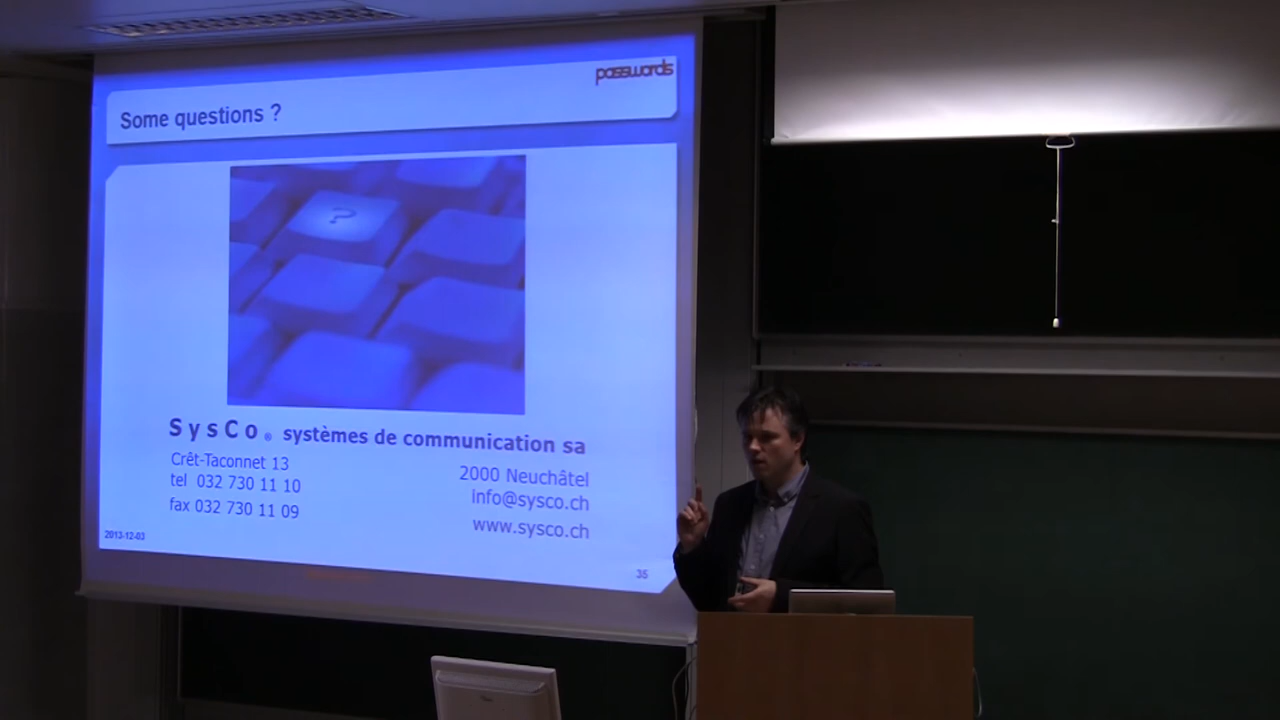 passwords
Some questions ?
?
SysCo® systèmes de communication sa
Crêt-Taconnet 13
tel 032 730 11 10
fax 032 730 11 09
2000 Neuchâtel
info@sysco.ch
www.sysco.ch
2013-12-03
35